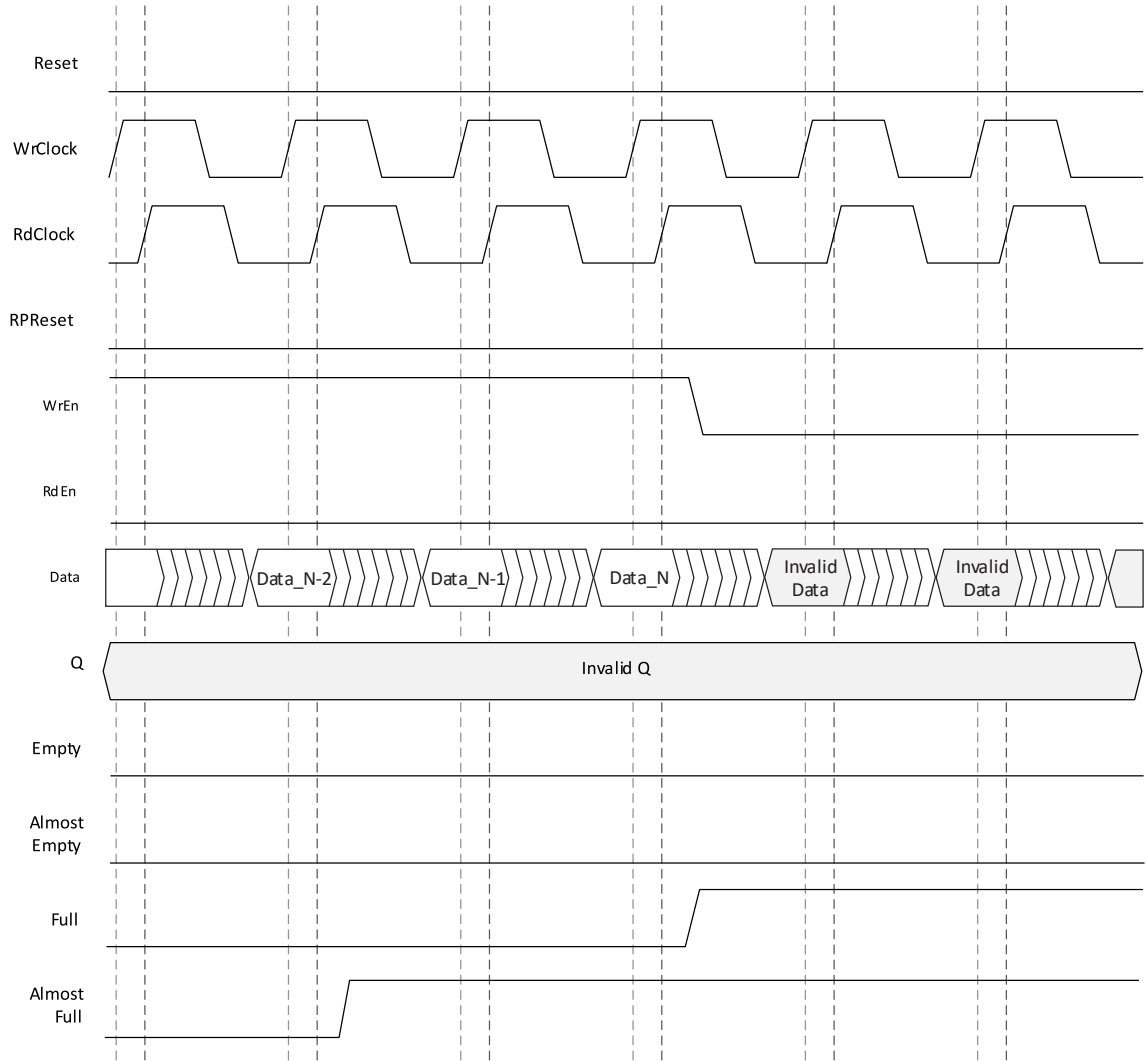 Reset
WrClock
RdClock
RPReset
WrEn
RdEn
Data
Data_N-2
Data_N-1
Data_N
Invalid
Data
Invalid
Data
Q
Invalid Q
Empty
Almost
Empty
Full
Almost
Full